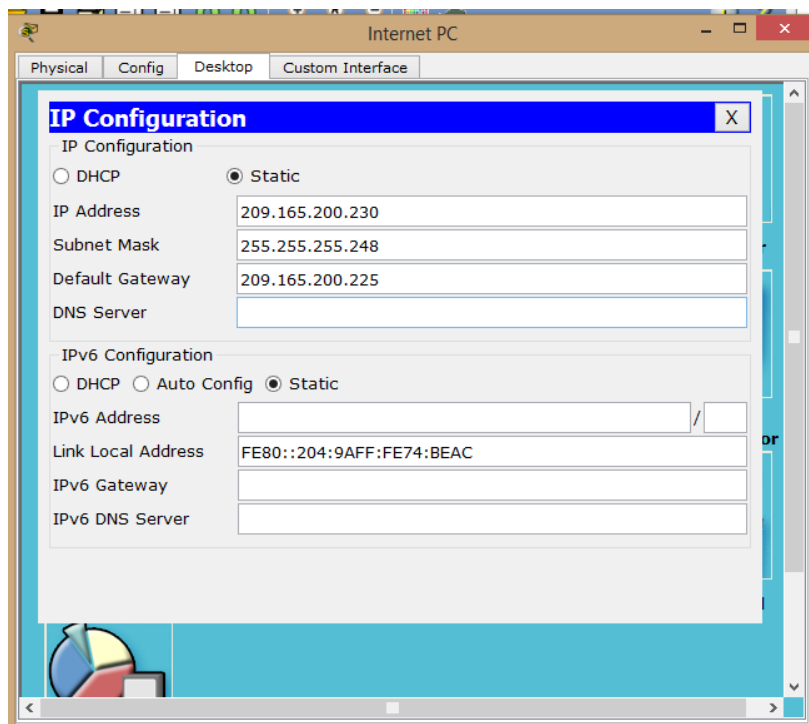 Internet PC
Physical Config Desktop Custom Interface
IP Configuration X
IP Configuration
DHCP Static
IP Address 209.165.200.230
Subnet Mask 255.255.255.248
Default Gateway 209.165.200.225
DNS Server
IPv6 Configuration
DHCP Auto Config Static
IPv6 Address /
Link Local Address FE80::204:9AFF:FE74:BEAC
IPv6 Gateway
IPv6 DNS Server